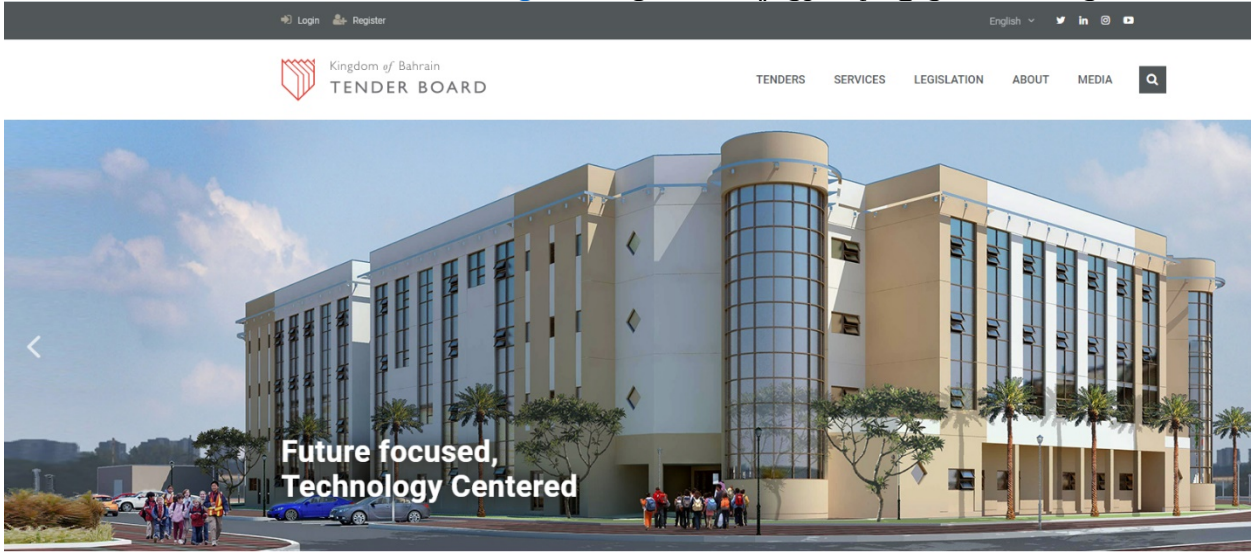 Login Register English
Kingdom of Bahrain
TENDER BOARD
TENDERS SERVICES LEGISLATION ABOUT MEDIA
Future focused,
Technology Centered